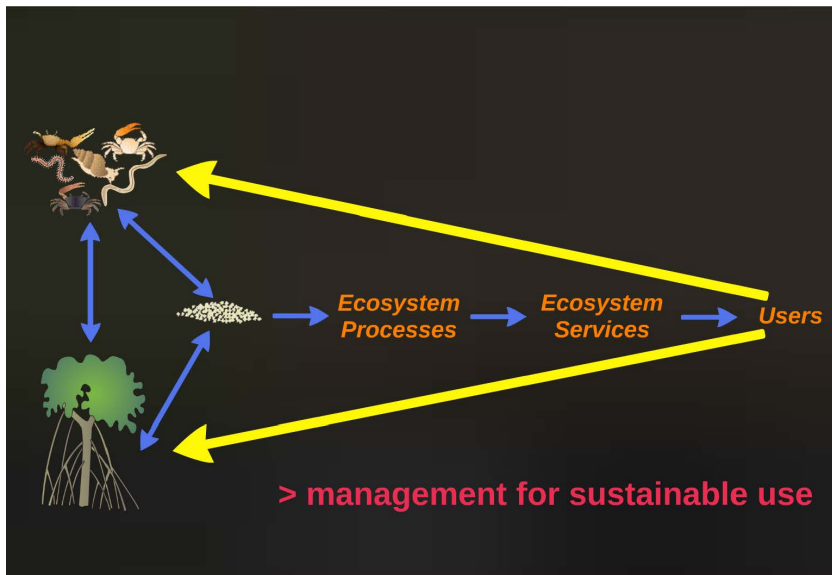 Ecosystem
Processes
Ecosystem
Services
Users
> management for sustainable use